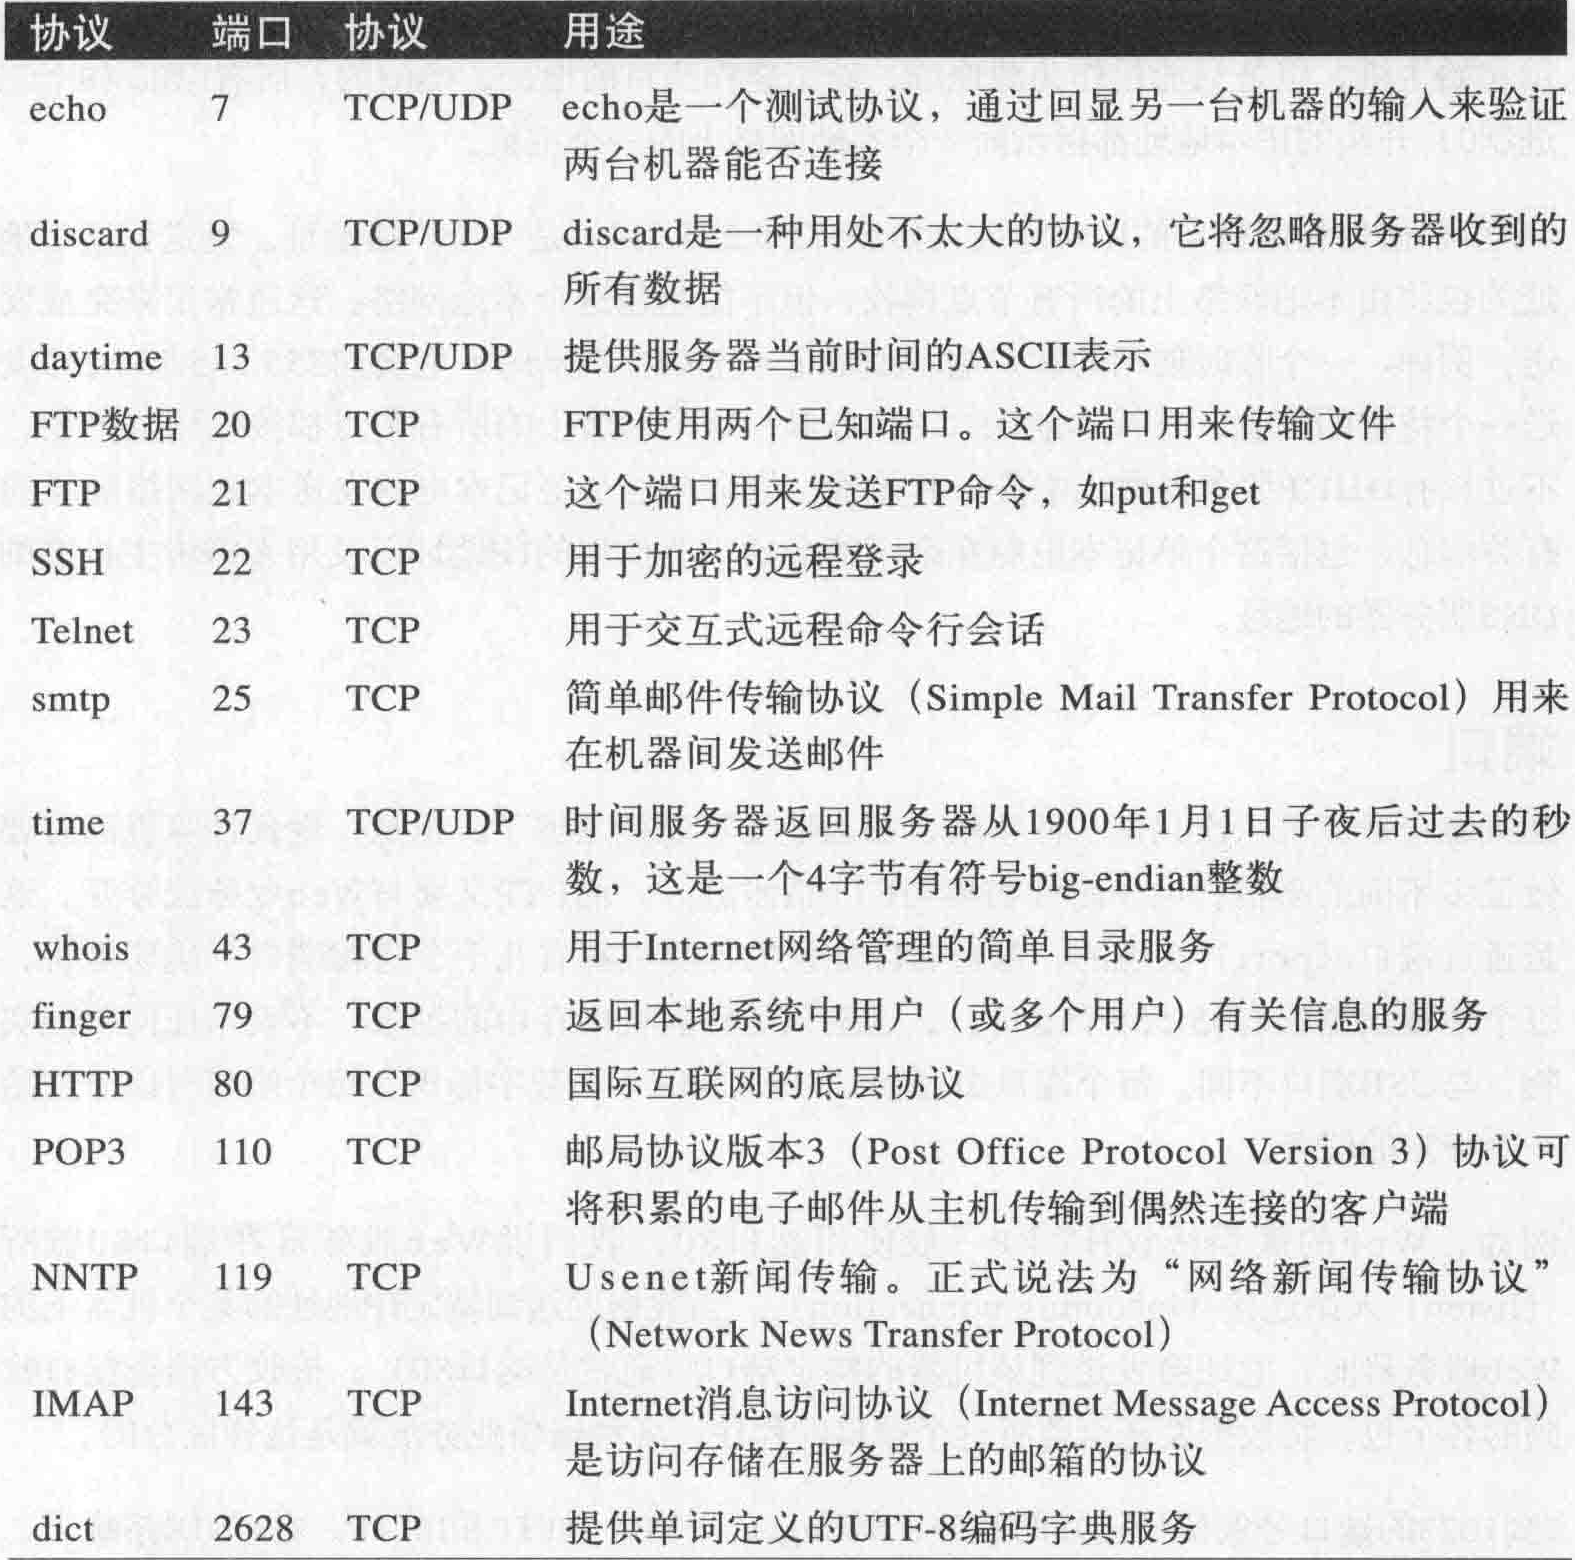 协议 端口 协议 用途
echo 7 TCP/UDP echo是一个测试协议，通过回显另一台机器的输入来验证
两台机器能否连接
discard 9 TCP/UDP discard是一种用处不太大的协议，它将忽略服务器收到的
所有数据
daytime 13 TCP/UDP 提供服务器当前时间的ASCII表示
FTP数据 20 TCP FTP使用两个已知端口。这个端口用来传输文件
FTP 21 TCP 这个端口用来发送FTP命令，如put和get
SSH 22 TCP 用于加密的远程登录
Telnet 23 TCP 用于交互式远程命令行会话
smtp 25 TCP 简单邮件传输协议（Simple Mail Transfer Protocol）用来
在机器间发送邮件
time 37 TCP/UDP 时间服务器返回服务器从1900年1月1日子夜后过去的秒
数，这是一个4字节有符号big-endian整数
whois 43 TCP 用于Internet网络管理的简单目录服务
finger 79 TCP 返回本地系统中用户（或多个用户）有关信息的服务
HTTP 80 TCP 国际互联网的底层协议
POP3 110 TCP 邮局协议版本3（Post Office Protocol Version 3）协议可
将积累的电子邮件从主机传输到偶然连接的客户端
NNTP 119 TCP Usenet新闻传输。正式说法为“网络新闻传输协议”
（Network News Transfer Protocol）
IMAP 143 TCP Internet消息访问协议（Internet Message Access Protocol）
是访问存储在服务器上的邮箱的协议
dict 2628 TCP 提供单词定义的UTF-8编码字典服务